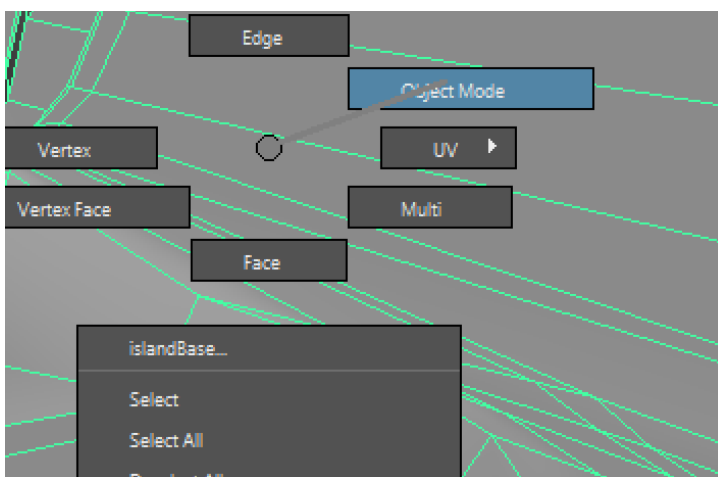 Edge
Object Mode
Vertex
UV
Vertex Face
Multi
Face
islandBase...
Select
Select All